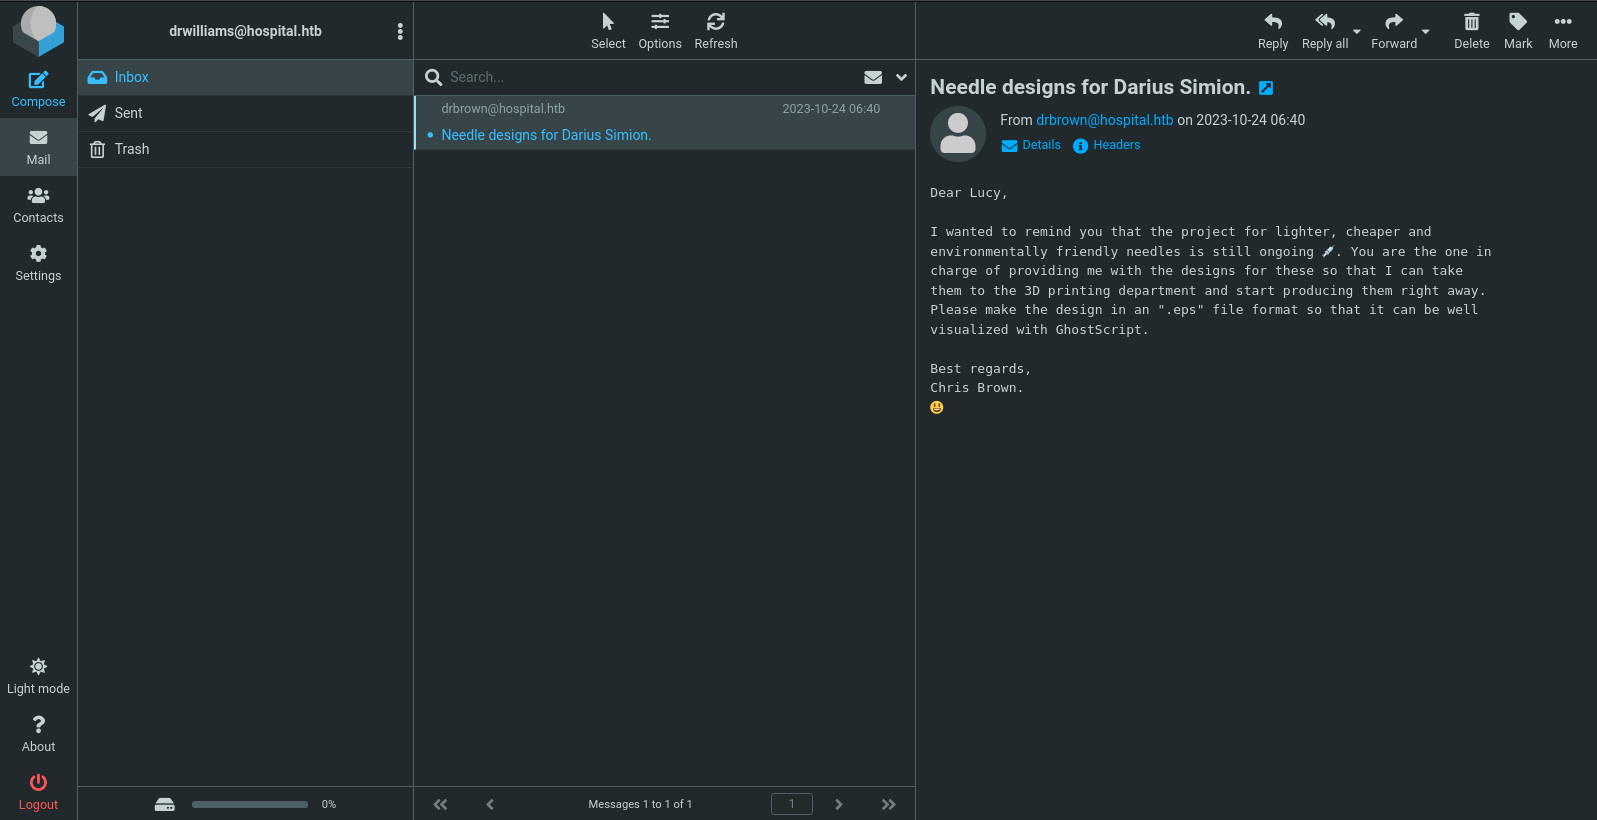 drwilliams@hospital.htb
Select
Options
Refresh
Reply
Reply all
Forward
Delete
Mark
More
Compose
Mail
Contacts
Settings
Light mode
About
Logout
Inbox
Sent
Trash
0%
Search...
drbrown@hospital.htb 2023-10-24 06:40
Needle designs for Darius Simion.
Messages 1 to 1 of 1
1
Needle designs for Darius Simion.
From drbrown@hospital.htb on 2023-10-24 06:40
Details Headers
Dear Lucy,
I wanted to remind you that the project for lighter, cheaper and
environmentally friendly needles is still ongoing 💉. You are the one in
charge of providing me with the designs for these so that I can take
them to the 3D printing department and start producing them right away.
Please make the design in an ".eps" file format so that it can be well
visualized with GhostScript.
Best regards,
Chris Brown.
😃